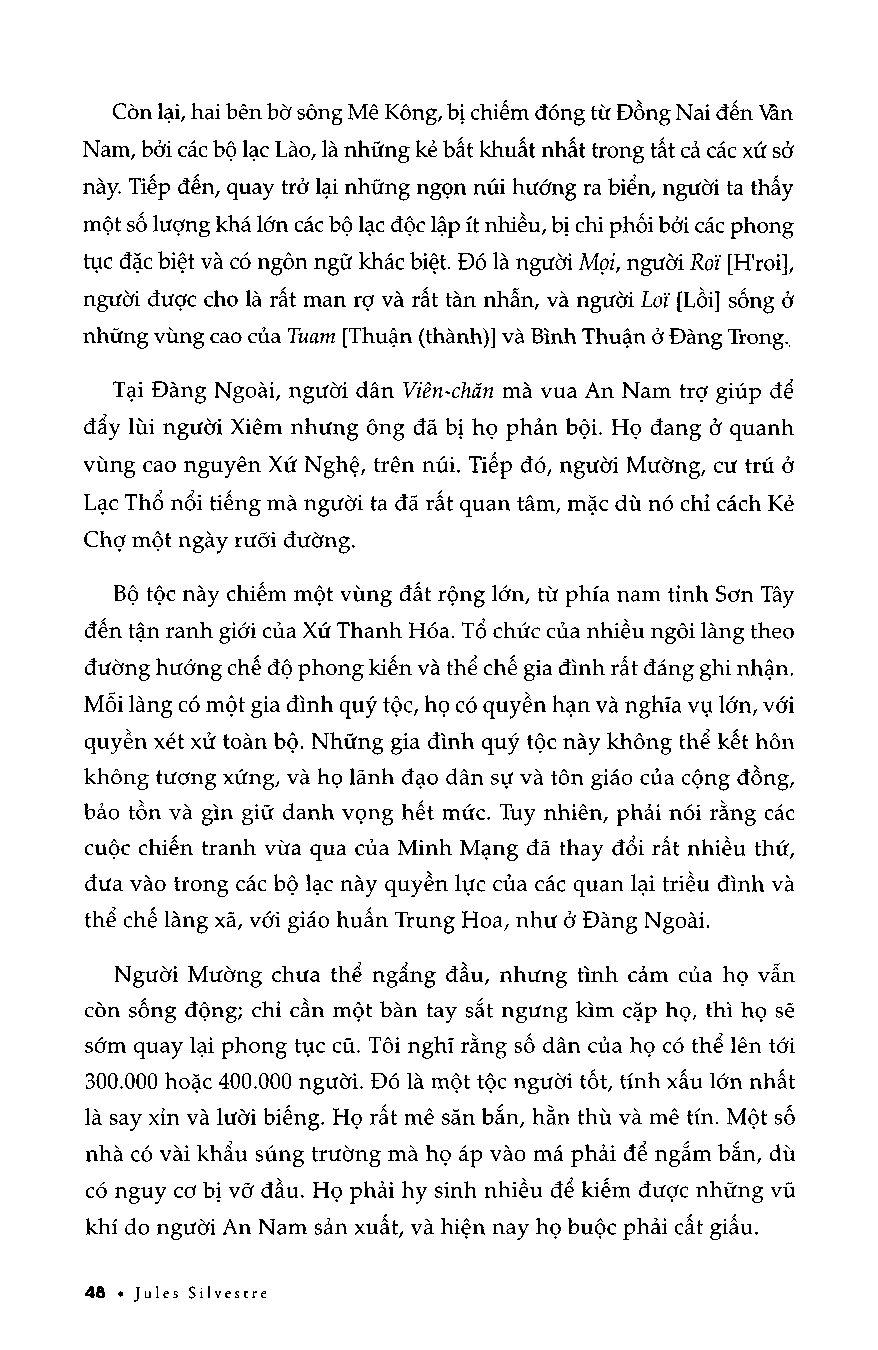 Còn lại, hai bên bờ sông Mê Kông, bị chiếm đóng từ Đồng Nai đến Vân
Nam, bởi các bộ lạc Lào, là những kẻ bất khuất nhất trong tất cả các xứ sở
này. Tiếp đến, quay trở lại những ngọn núi hướng ra biển, người ta thấy
một số lượng khá lớn các bộ lạc độc lập ít nhiều, bị chi phối bởi các phong
tục đặc biệt và có ngôn ngữ khác biệt. Đó là người Mọi, người Roï [H'roi],
người được cho là rất man rợ và rất tàn nhẫn, và người Loï [Lồi] sống ở
những vùng cao của Tuam [Thuận (thành)] và Bình Thuận ở Đàng Trong.
Tại Đàng Ngoài, người dân Viên-chăn mà vua An Nam trợ giúp để
đẩy lùi người Xiêm nhưng ông đã bị họ phản bội. Họ đang ở quanh
vùng cao nguyên Xứ Nghệ, trên núi. Tiếp đó, người Mường, cư trú ở
Lạc Thổ nổi tiếng mà người ta đã rất quan tâm, mặc dù nó chỉ cách Kẻ
Chợ một ngày rưỡi đường.
Bộ tộc này chiếm một vùng đất rộng lớn, từ phía nam tỉnh Sơn Tây
đến tận ranh giới của Xứ Thanh Hóa. Tổ chức của nhiều ngôi làng theo
đường hướng chế độ phong kiến và thể chế gia đình rất đáng ghi nhận.
Mỗi làng có một gia đình quý tộc, họ có quyền hạn và nghĩa vụ lớn, với
quyền xét xử toàn bộ. Những gia đình quý tộc này không thể kết hôn
không tương xứng, và họ lãnh đạo dân sự và tôn giáo của cộng đồng,
bảo tồn và gìn giữ danh vọng hết mức. Tuy nhiên, phải nói rằng các
cuộc chiến tranh vừa qua của Minh Mạng đã thay đổi rất nhiều thứ,
đưa vào trong các bộ lạc này quyền lực của các quan lại triều đình và
thể chế làng xã, với giáo huấn Trung Hoa, như ở Đàng Ngoài.
Người Mường chưa thể ngẩng đầu, nhưng tình cảm của họ vẫn
còn sống động; chỉ cần một bàn tay sắt ngưng kìm cặp họ, thì họ sẽ
sớm quay lại phong tục cũ. Tôi nghĩ rằng số dân của họ có thể lên tới
300.000 hoặc 400.000 người. Đó là một tộc người tốt, tính xấu lớn nhất
là say xỉn và lười biếng. Họ rất mê săn bắn, hằn thù và mê tín. Một số
nhà có vài khẩu súng trường mà họ áp vào má phải để ngắm bắn, dù
có nguy cơ bị vỡ đầu. Họ phải hy sinh nhiều để kiếm được những vũ
khí do người An Nam sản xuất, và hiện nay họ buộc phải cất giấu.
48 • Jules Silvestre